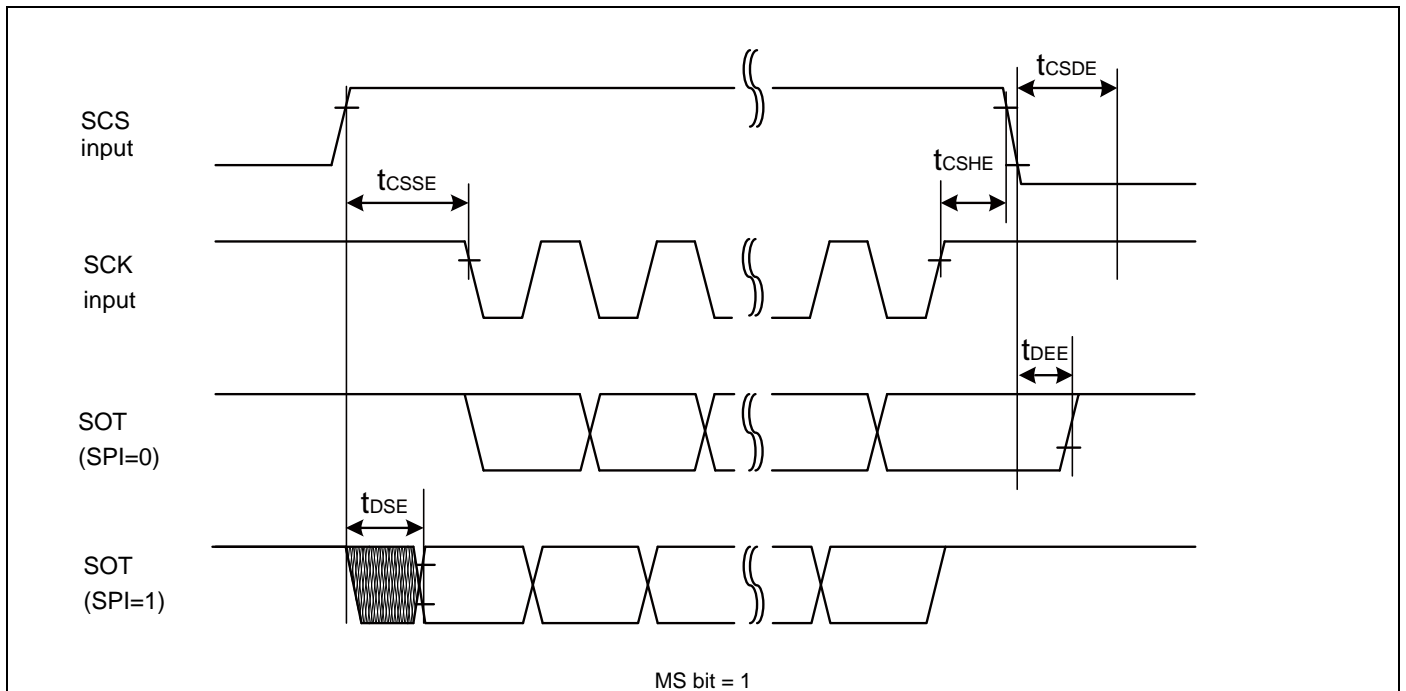 tCSDE
SCS
input
tCSHE
tCSSE
SCK
input
tDEE
SOT
(SPI=0)
tDSE
SOT
(SPI=1)
MS bit = 1